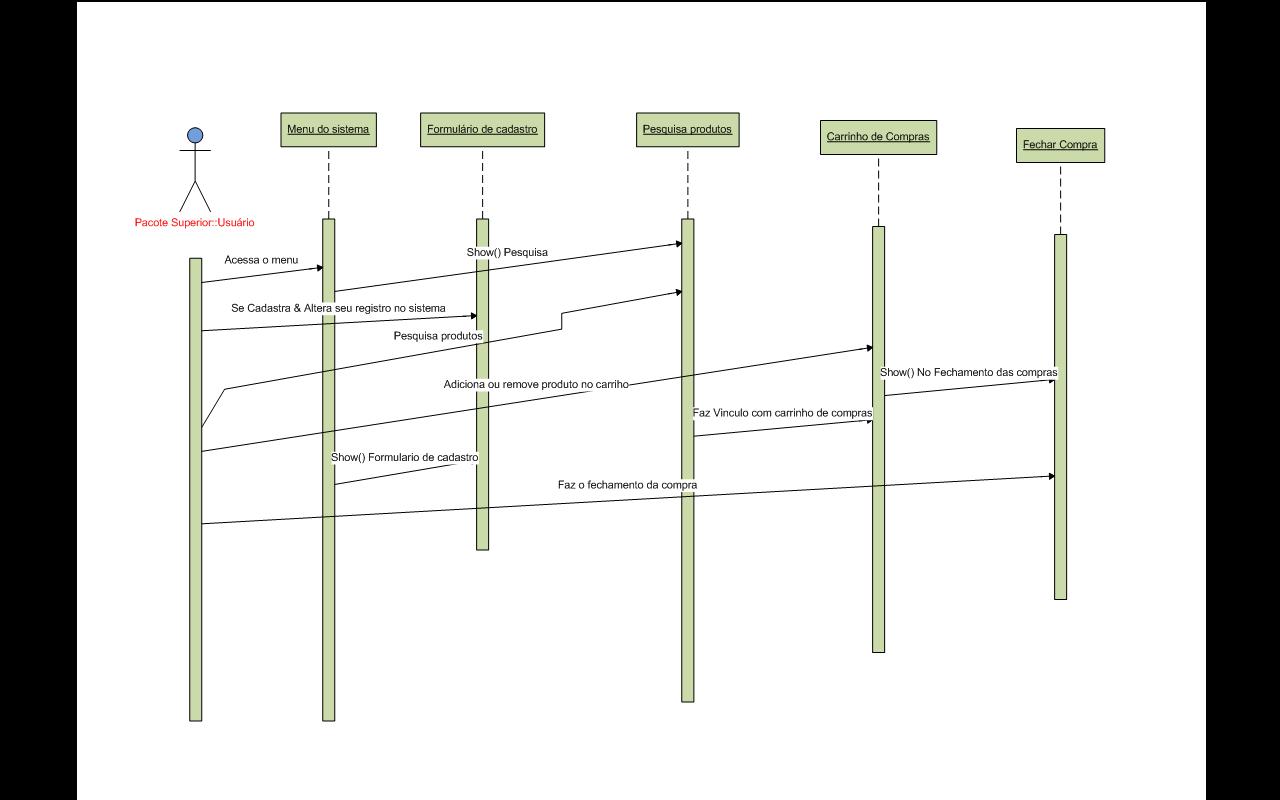 Menu do sistema
Formulário de cadastro
Pesquisa produtos
Carrinho de Compras
Fechar Compra
Pacote Superior::Usuário
Show() Pesquisa
Acessa o menu
Se Cadastra & Altera seu registro no sistema
Pesquisa produtos
Show() No Fechamento das compras
Adiciona ou remove produto no carriho
Faz Vinculo com carrinho de compras
Show() Formulario de cadastro
Faz o fechamento da compra